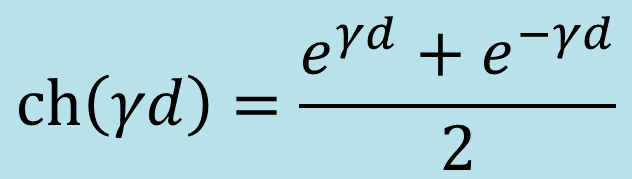 ch(γd) = (e^{γd} + e^{−γd}) / 2